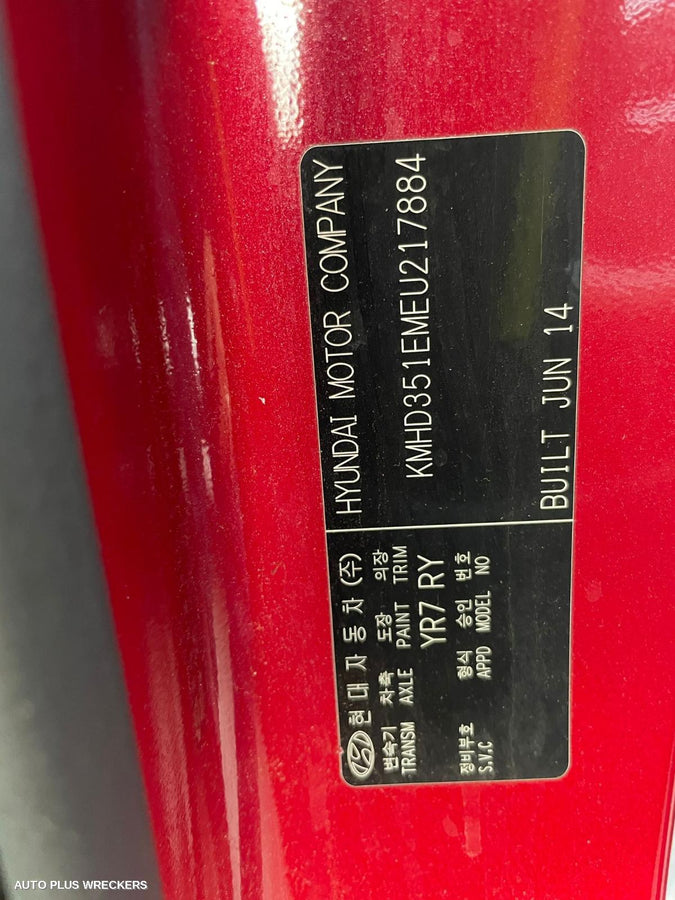 현대자동차(주)
HYUNDAI MOTOR COMPANY
변속기 차축 도장 의장
TRANSM AXLE PAINT TRIM
YR7 RY
KMHD351EMEU217884
정비부호 형식 승인 번호
S.V.C APPD MODEL NO
BUILT JUN 14
AUTO PLUS WRECKERS